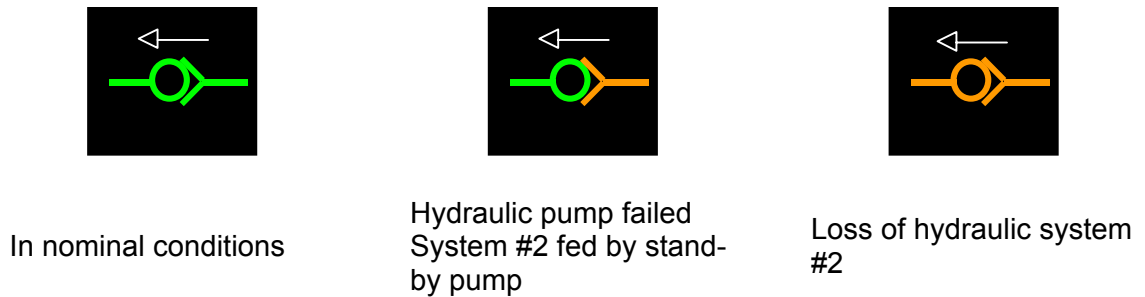 In nominal conditions
Hydraulic pump failed
System #2 fed by stand-
by pump
Loss of hydraulic system
#2